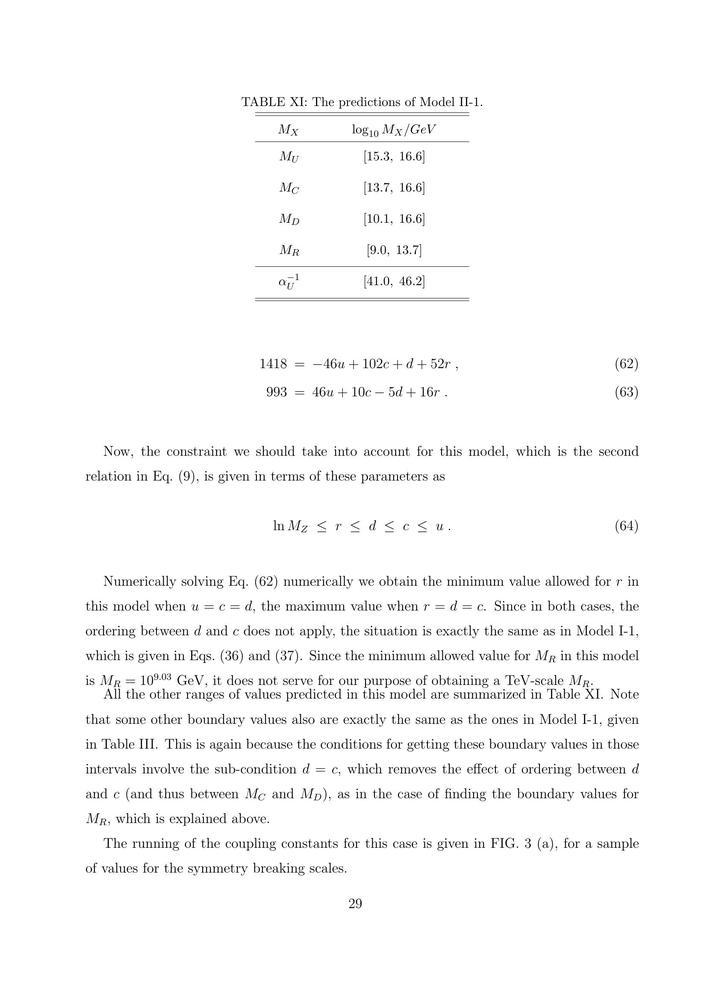 TABLE XI: The predictions of Model II-1.
M_X log₁₀ M_X/GeV
M_U [15.3, 16.6]
M_C [13.7, 16.6]
M_D [10.1, 16.6]
M_R [9.0, 13.7]
α_U^{-1} [41.0, 46.2]
1418 = −46u + 102c + d + 52r , (62)
993 = 46u + 10c − 5d + 16r . (63)
Now, the constraint we should take into account for this model, which is the second
relation in Eq. (9), is given in terms of these parameters as
ln M_Z ≤ r ≤ d ≤ c ≤ u . (64)
Numerically solving Eq. (62) numerically we obtain the minimum value allowed for r in
this model when u = c = d, the maximum value when r = d = c. Since in both cases, the
ordering between d and c does not apply, the situation is exactly the same as in Model I-1,
which is given in Eqs. (36) and (37). Since the minimum allowed value for M_R in this model
is M_R = 10^{9.03} GeV, it does not serve for our purpose of obtaining a TeV-scale M_R.
All the other ranges of values predicted in this model are summarized in Table XI. Note
that some other boundary values also are exactly the same as the ones in Model I-1, given
in Table III. This is again because the conditions for getting these boundary values in those
intervals involve the sub-condition d = c, which removes the effect of ordering between d
and c (and thus between M_C and M_D), as in the case of finding the boundary values for
M_R, which is explained above.
The running of the coupling constants for this case is given in FIG. 3 (a), for a sample
of values for the symmetry breaking scales.
29